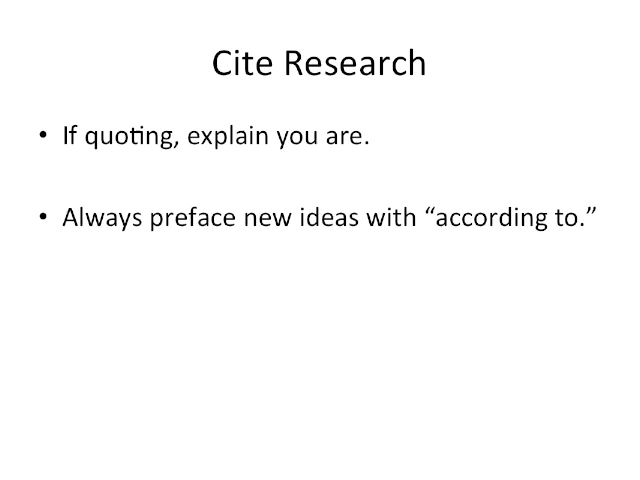 Cite Research
• If quoting, explain you are.
• Always preface new ideas with “according to.”